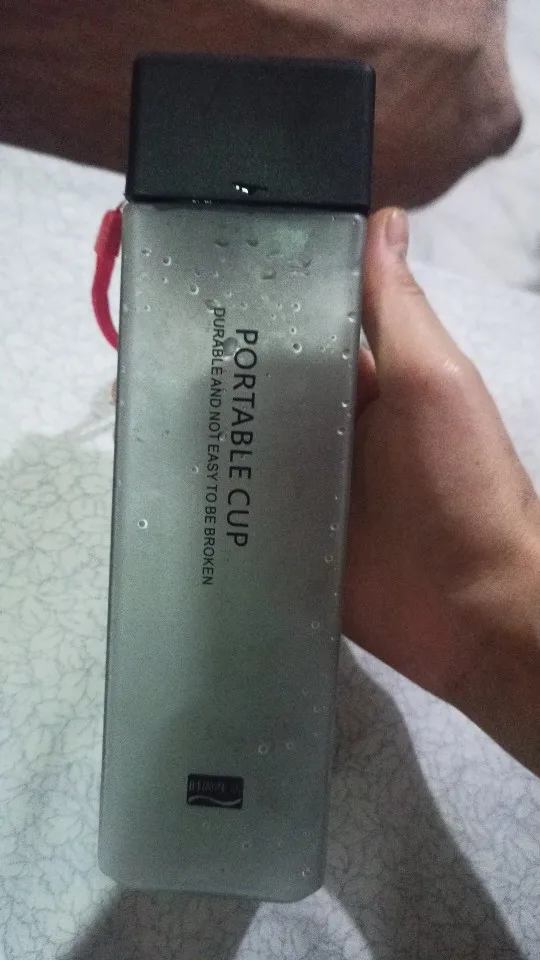 PORTABLE CUP
DURABLE AND NOT EASY TO BE BROKEN